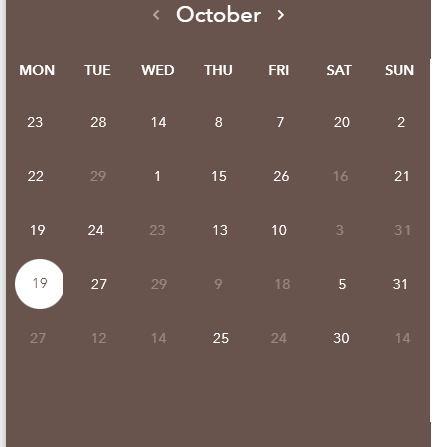 ‹ October ›
MON TUE WED THU FRI SAT SUN
23 28 14 8 7 20 2
22 29 1 15 26 16 21
19 24 23 13 10 3 31
19 27 29 9 18 5 31
27 12 14 25 24 30 14